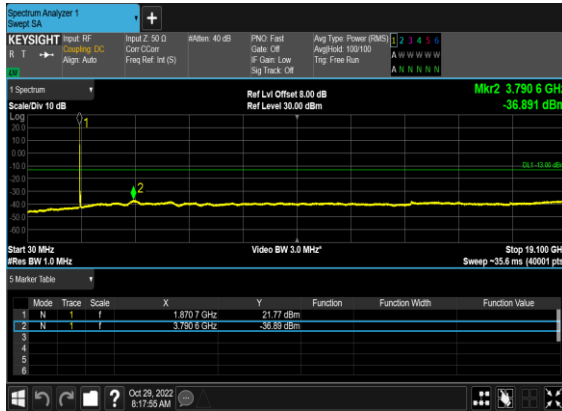 Spectrum Analyzer 1
Swept SA
+
KEYSIGHT Input: RF Input Z: 50 Ω #Atten: 40 dB PNO: Fast Avg Type: Power (RMS) 1 2 3 4 5 6
R T Coupling: DC Corr CCorr Gate: Off Avg|Hold: 100/100 A W W W W W
Align: Auto Freq Ref: Int (S) IF Gain: Low Trig: Free Run
Sig Track: Off A N N N N N
1 Spectrum Ref Lvl Offset 8.00 dB Mkr2 3.790 6 GHz
Scale/Div 10 dB Ref Level 30.00 dBm -36.891 dBm
Log
20.0
10.0
0.00
-10.0
DL1 -13.00 dBm
-20.0
-30.0
-40.0
-50.0
-60.0
1
2
Start 30 MHz Video BW 3.0 MHz* Stop 19.100 GHz
#Res BW 1.0 MHz Sweep ~35.6 ms (40001 pts)
5 Marker Table
Mode Trace Scale X Y Function Function Width Function Value
1 N 1 f 1.870 7 GHz 21.77 dBm
2 N 1 f 3.790 6 GHz -36.89 dBm
3
4
5
6
? Oct 29, 2022
8:17:55 AM